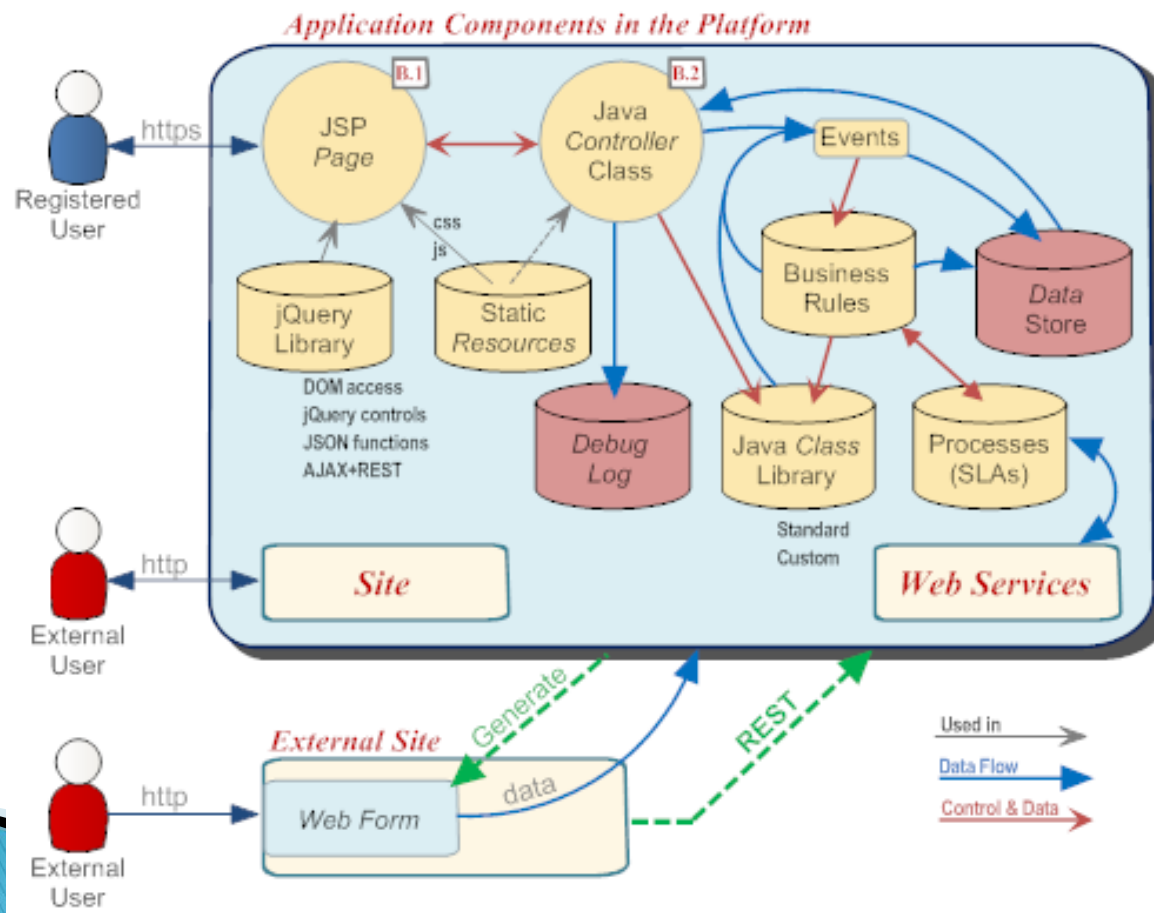 Application Components in the Platform
B.1
B.2
https
Registered
User
JSP
Page
Java
Controller
Class
Events
css
js
jQuery
Library
Static
Resources
Business
Rules
Data
Store
DOM access
jQuery controls
JSON functions
AJAX+REST
Debug
Log
Java Class
Library
Processes
(SLAs)
Standard
Custom
http
External
User
Site
Web Services
Generate
REST
External Site
http
Web Form
data
External
User
Used in
Data Flow
Control & Data